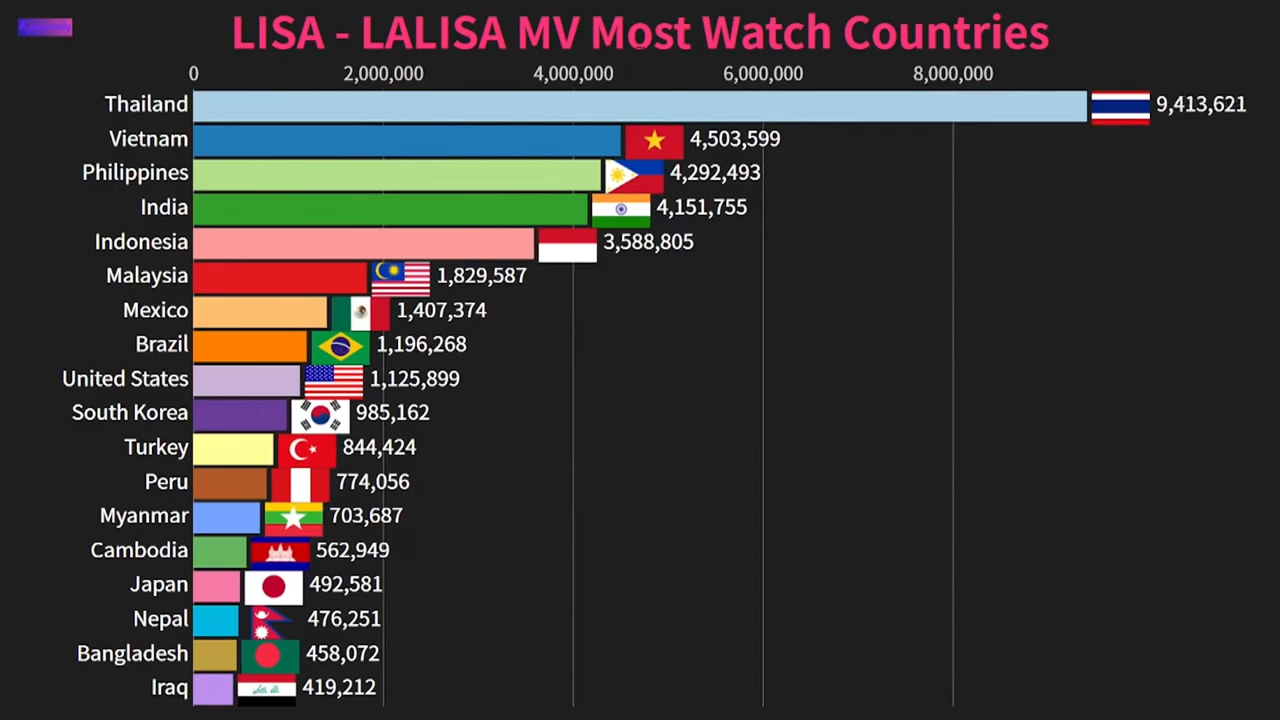 LISA - LALISA MV Most Watch Countries
0 2,000,000 4,000,000 6,000,000 8,000,000
Thailand 9,413,621
Vietnam 4,503,599
Philippines 4,292,493
India 4,151,755
Indonesia 3,588,805
Malaysia 1,829,587
Mexico 1,407,374
Brazil 1,196,268
United States 1,125,899
South Korea 985,162
Turkey 844,424
Peru 774,056
Myanmar 703,687
Cambodia 562,949
Japan 492,581
Nepal 476,251
Bangladesh 458,072
Iraq 419,212